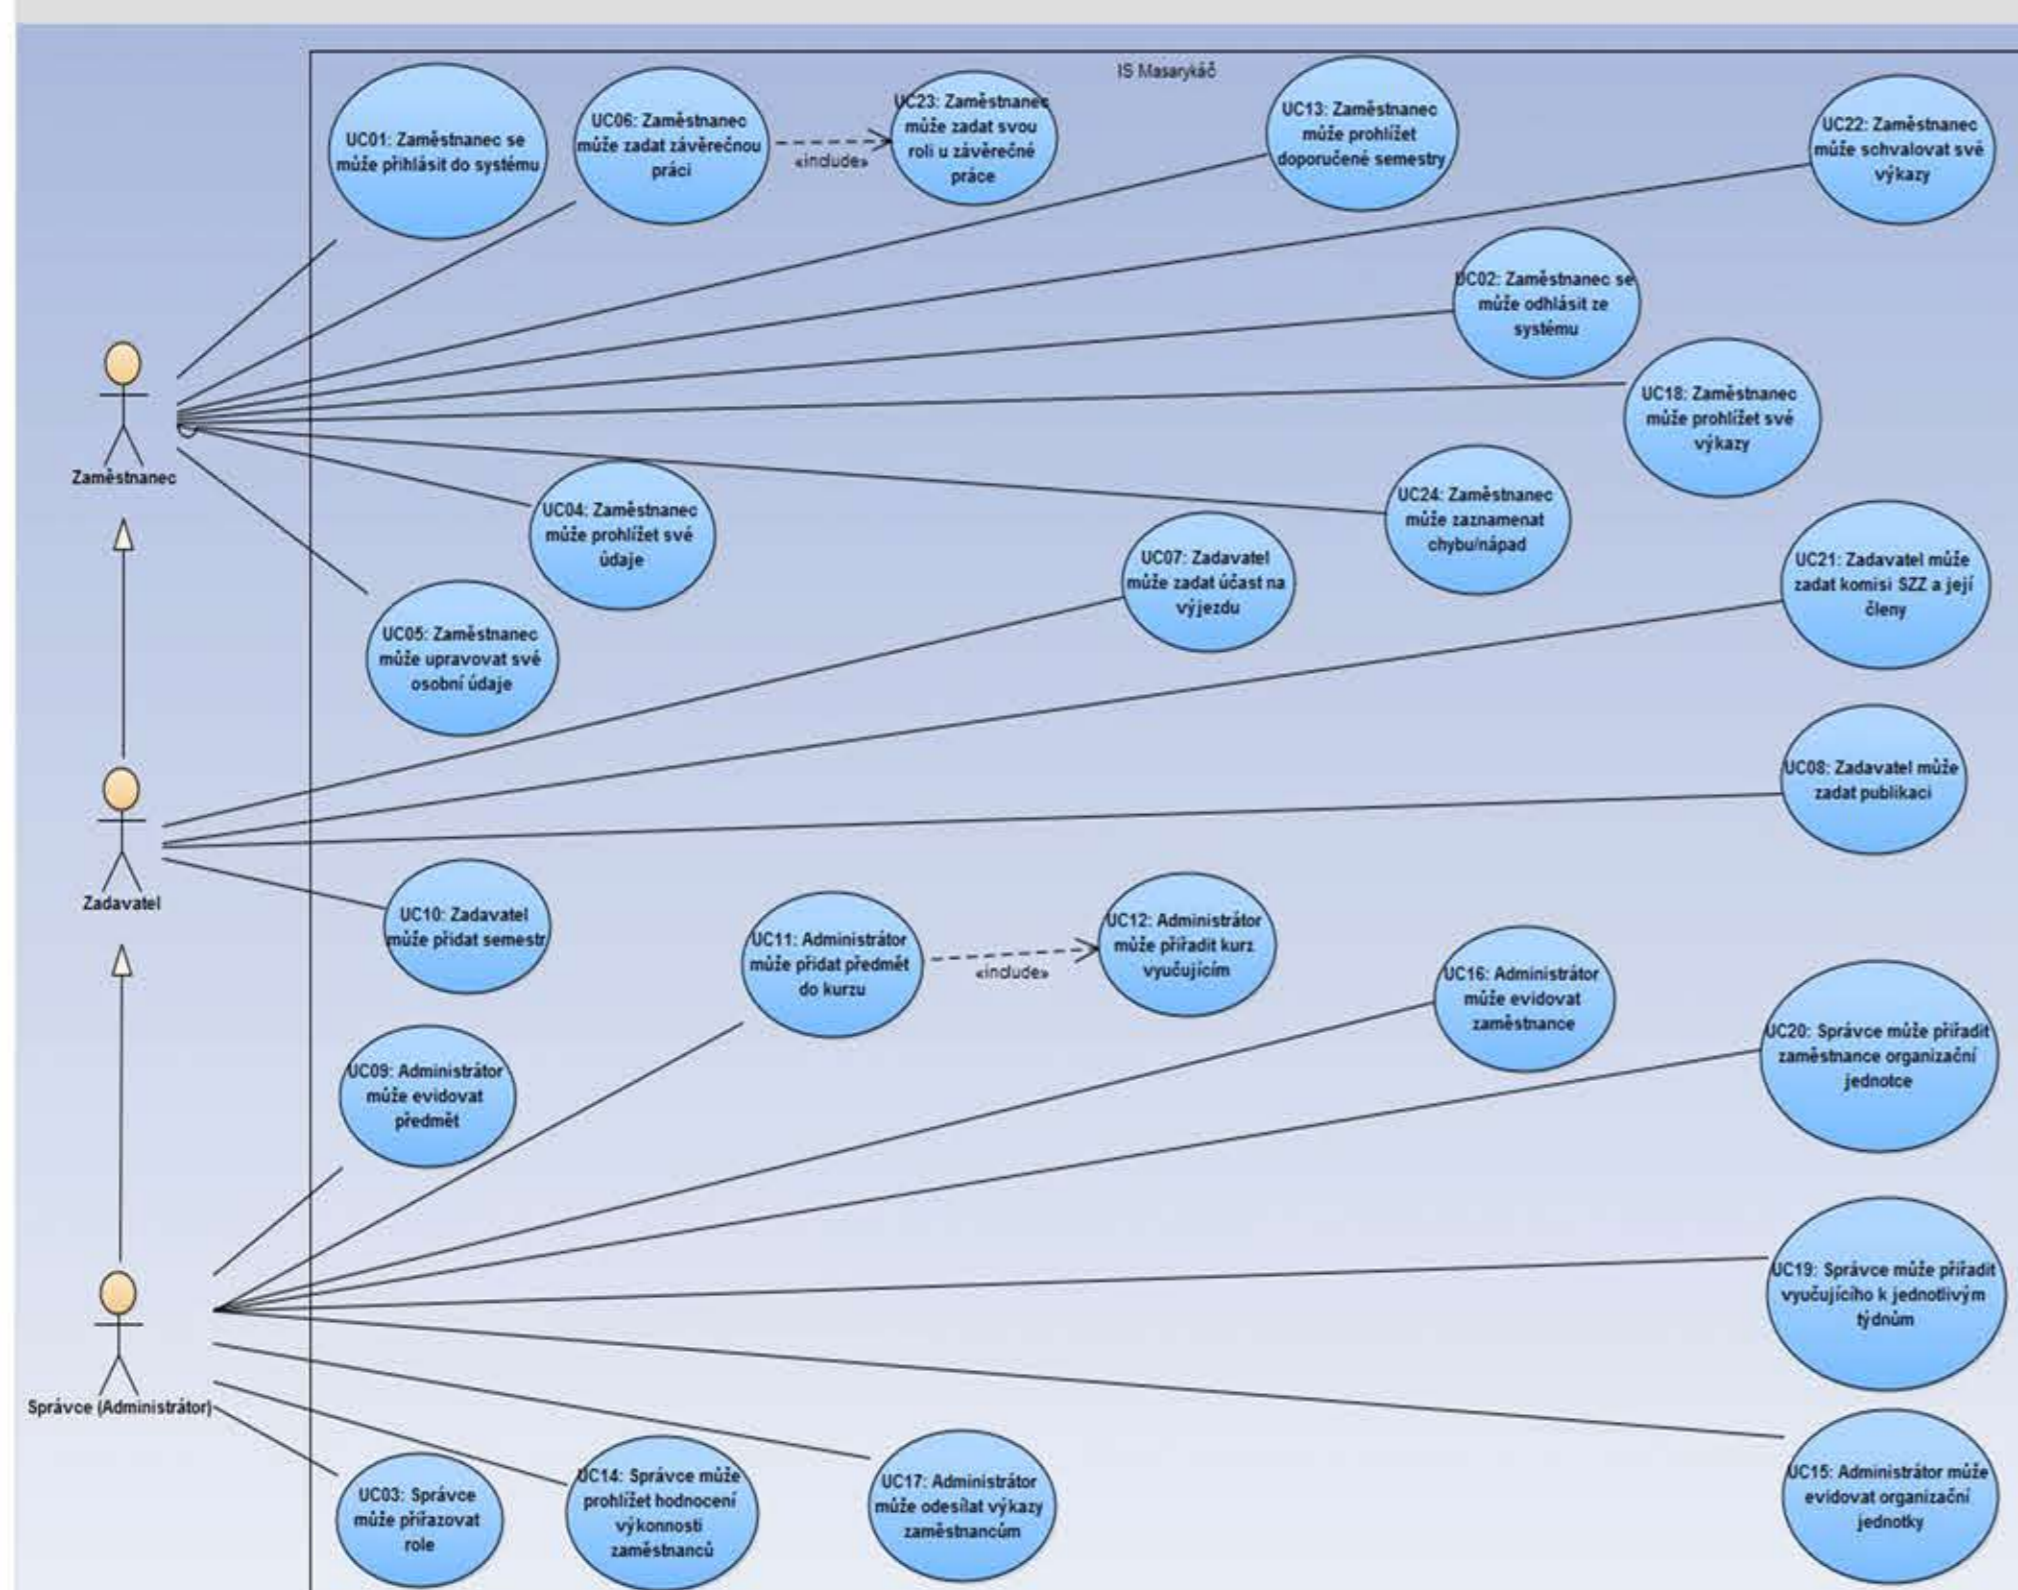 IS Masarykáč
UC01: Zaměstnanec se
může přihlásit do systému
UC06: Zaměstnanec
může zadat závěrečnou
práci
«include»
UC23: Zaměstnanec
může zadat svou
roli u závěrečné
práce
UC13: Zaměstnanec
může prohlížet
doporučené semestry
UC22: Zaměstnanec
může schvalovat své
výkazy
UC02: Zaměstnanec se
může odhlásit ze
systému
UC18: Zaměstnanec
může prohlížet své
výkazy
Zaměstnanec
UC04: Zaměstnanec
může prohlížet své
údaje
UC24: Zaměstnanec
může zaznamenat
chybu/nápad
UC07: Zadavatel
může zadat účast na
výjezdu
UC21: Zadavatel může
zadat komisi SZZ a její
členy
UC05: Zaměstnanec
může upravovat své
osobní údaje
UC08: Zadavatel může
zadat publikaci
Zadavatel
UC10: Zadavatel
může přidat semestr
UC11: Administrátor
může přidat předmět
do kurzu
«include»
UC12: Administrátor
může přiřadit kurz
vyučujícím
UC16: Administrátor
může evidovat
zaměstnance
UC20: Správce může přiřadit
zaměstnance organizační
jednotce
UC09: Administrátor
může evidovat
předmět
UC19: Správce může přiřadit
vyučujícího k jednotlivým
týdnům
Správce (Administrátor)
UC03: Správce
může přiřazovat
role
UC14: Správce může
prohlížet hodnocení
výkonnosti
zaměstnanců
UC17: Administrátor
může odesílat výkazy
zaměstnancům
UC15: Administrátor může
evidovat organizační
jednotky